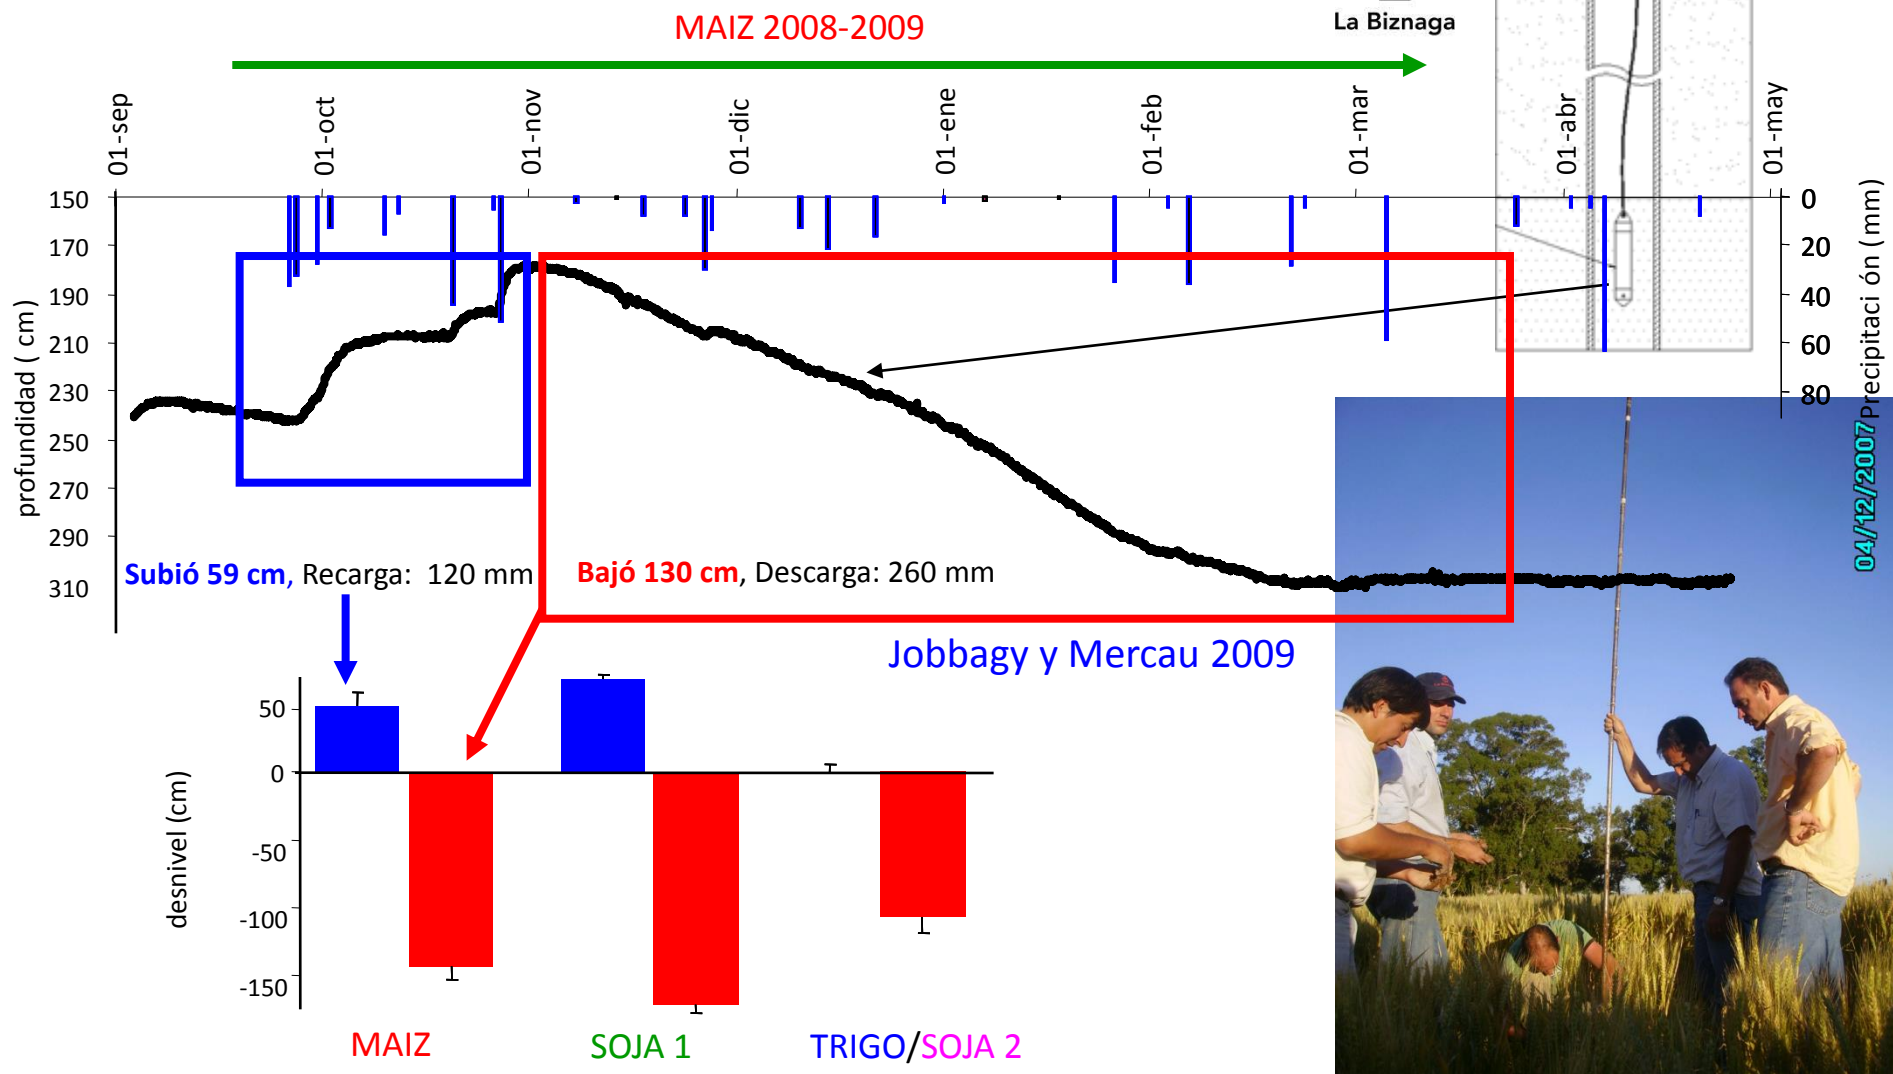 MAIZ 2008-2009
La Biznaga
01-sep
01-oct
01-nov
01-dic
01-ene
01-feb
01-mar
01-abr
01-may
150
170
190
210
230
250
270
290
310
profundidad ( cm)
0
20
40
60
80
Precipitaci ón (mm)
04/12/2007
Subió 59 cm, Recarga: 120 mm
Bajó 130 cm, Descarga: 260 mm
Jobbagy y Mercau 2009
50
0
-50
-100
-150
desnivel (cm)
MAIZ
SOJA 1
TRIGO/SOJA 2